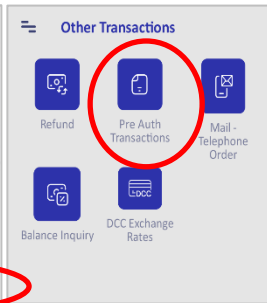 Other Transactions
Refund
Pre Auth
Transactions
Mail -
Telephone
Order
Balance Inquiry
DCC
DCC Exchange
Rates